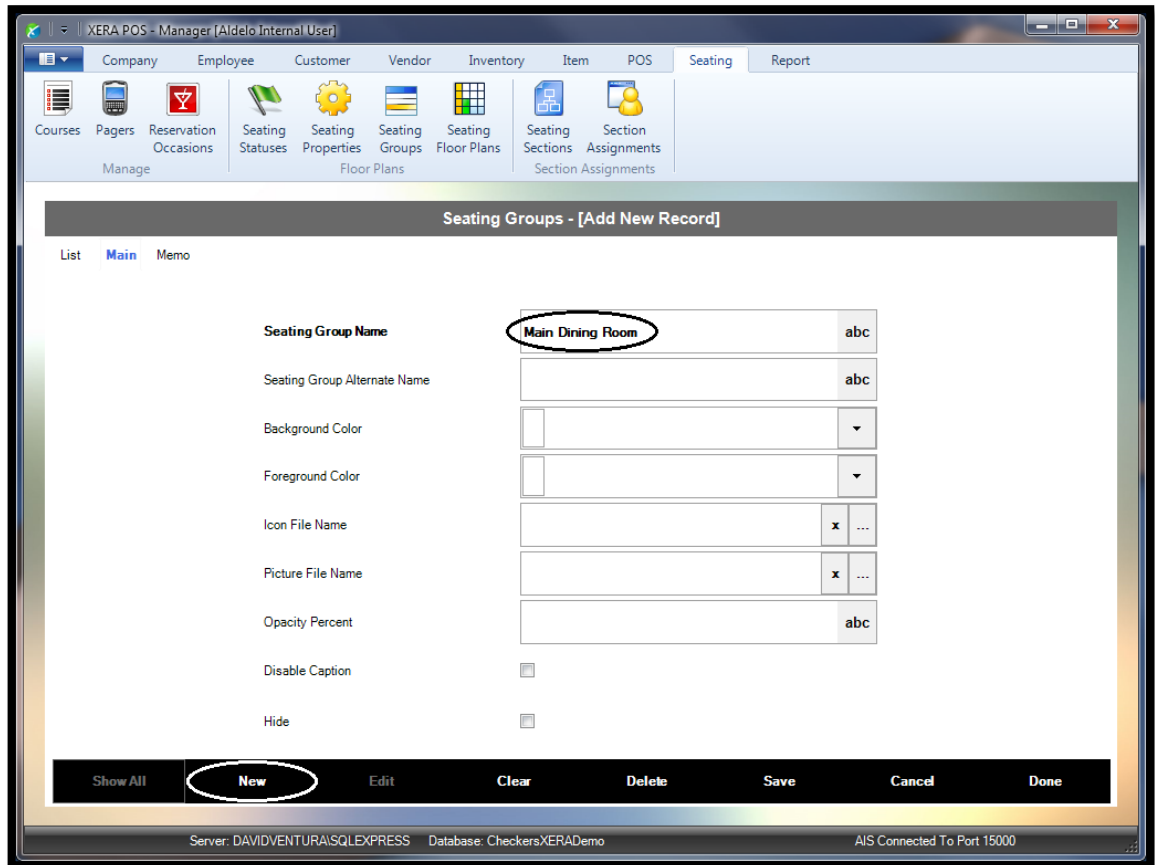 XERA POS - Manager [Aldelo Internal User]
Company Employee Customer Vendor Inventory Item POS Seating Report
Courses Pagers Reservation Occasions Seating Statuses Seating Properties Seating Groups Seating Floor Plans Seating Sections Section Assignments
Manage Floor Plans Section Assignments
Seating Groups - [Add New Record]
List Main Memo
Seating Group Name Main Dining Room abc
Seating Group Alternate Name abc
Background Color
Foreground Color
Icon File Name x ...
Picture File Name x ...
Opacity Percent abc
Disable Caption
Hide
Show All New Edit Clear Delete Save Cancel Done
Server: DAVIDVENTURA\SQLEXPRESS Database: CheckersXERADemo AIS Connected To Port 15000